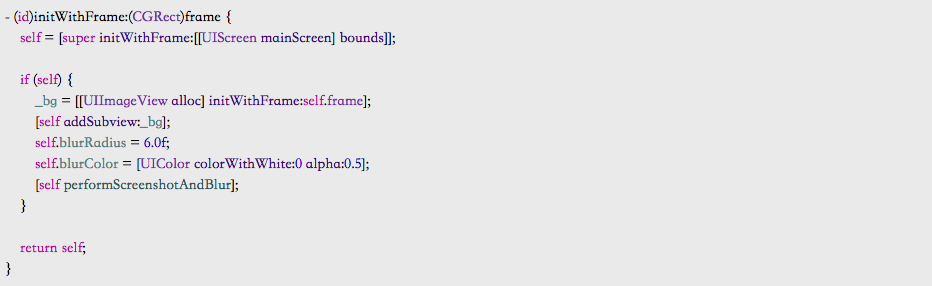 - (id)initWithFrame:(CGRect)frame {
self = [super initWithFrame:[[UIScreen mainScreen] bounds]];
if (self) {
_bg = [[UIImageView alloc] initWithFrame:self.frame];
[self addSubview:_bg];
self.blurRadius = 6.0f;
self.blurColor = [UIColor colorWithWhite:0 alpha:0.5];
[self performScreenshotAndBlur];
}
return self;
}